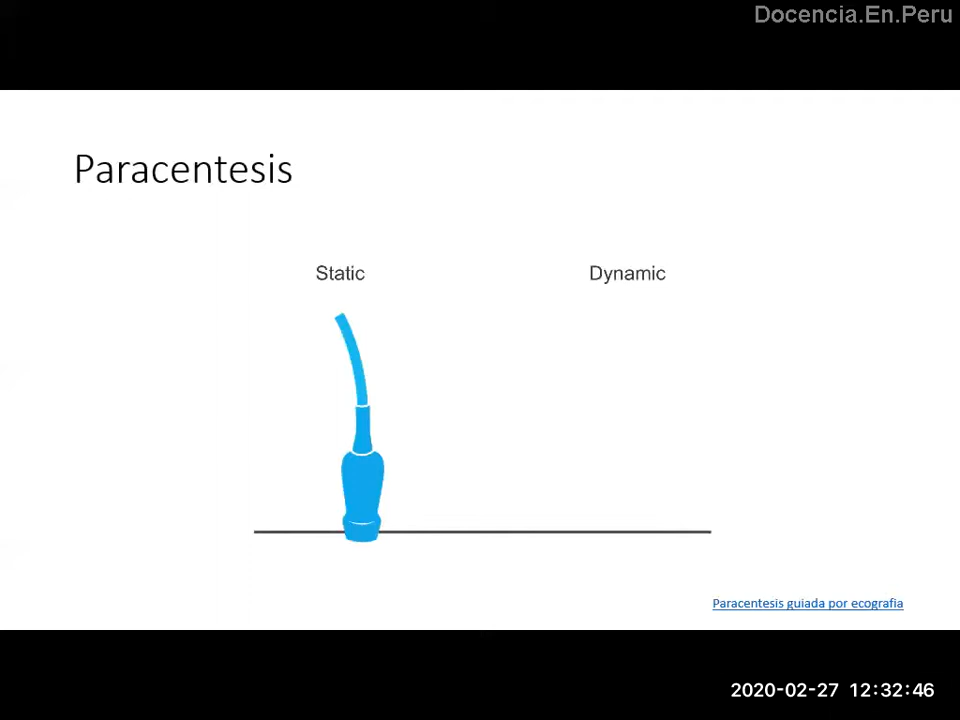 Docencia.En.Peru
Paracentesis
Static
Dynamic
Paracentesis guiada por ecografia
2020-02-27 12:32:46